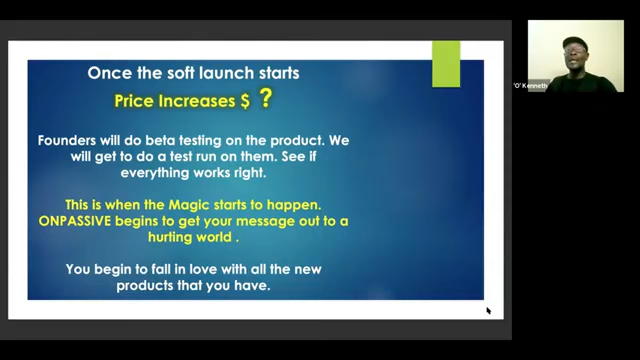 Once the soft launch starts
Price Increases $ ?
Founders will do beta testing on the product. We
will get to do a test run on them. See if
everything works right.
This is when the Magic starts to happen.
ONPASSIVE begins to get your message out to a
hurting world .
You begin to fall in love with all the new
products that you have.
'O' Kenneth